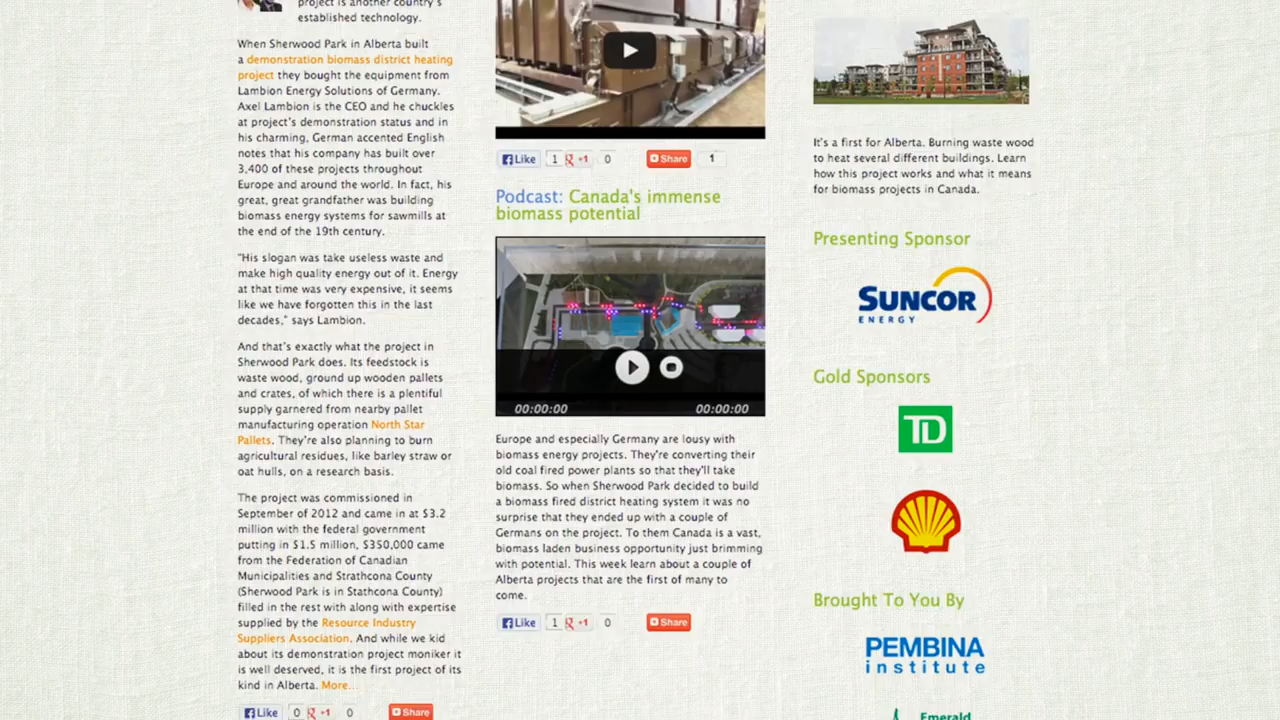 project is another country's
established technology.
When Sherwood Park in Alberta built
a demonstration biomass district heating
project they bought the equipment from
Lambion Energy Solutions of Germany.
Axel Lambion is the CEO and he chuckles
at project's demonstration status and in
his charming, German accented English
notes that his company has built over
3,400 of these projects throughout
Europe and around the world. In fact, his
great, great grandfather was building
biomass energy systems for sawmills at
the end of the 19th century.
"His slogan was take useless waste and
make high quality energy out of it. Energy
at that time was very expensive, it seems
like we have forgotten this in the last
decades," says Lambion.
And that's exactly what the project in
Sherwood Park does. Its feedstock is
waste wood, ground up wooden pallets
and crates, of which there is a plentiful
supply garnered from nearby pallet
manufacturing operation North Star
Pallets. They're also planning to burn
agricultural residues, like barley straw or
oat hulls, on a research basis.
The project was commissioned in
September of 2012 and came in at $3.2
million with the federal government
putting in $1.5 million, $350,000 came
from the Federation of Canadian
Municipalities and Strathcona County
(Sherwood Park is in Stathcona County)
filled in the rest with along with expertise
supplied by the Resource Industry
Suppliers Association. And while we kid
about its demonstration project moniker it
is well deserved, it is the first project of its
kind in Alberta. More...
Like 0 g +1 0 Share
Like 1 g +1 0 Share 1
Podcast: Canada's immense
biomass potential
00:00:00 00:00:00
Europe and especially Germany are lousy with
biomass energy projects. They're converting their
old coal fired power plants so that they'll take
biomass. So when Sherwood Park decided to build
a biomass fired district heating system it was no
surprise that they ended up with a couple of
Germans on the project. To them Canada is a vast,
biomass laden business opportunity just brimming
with potential. This week learn about a couple of
Alberta projects that are the first of many to
come.
Like 1 g +1 0 Share
It's a first for Alberta. Burning waste wood
to heat several different buildings. Learn
how this project works and what it means
for biomass projects in Canada.
Presenting Sponsor
SUNCOR
ENERGY
Gold Sponsors
TD
Brought To You By
PEMBINA
institute
Emerald